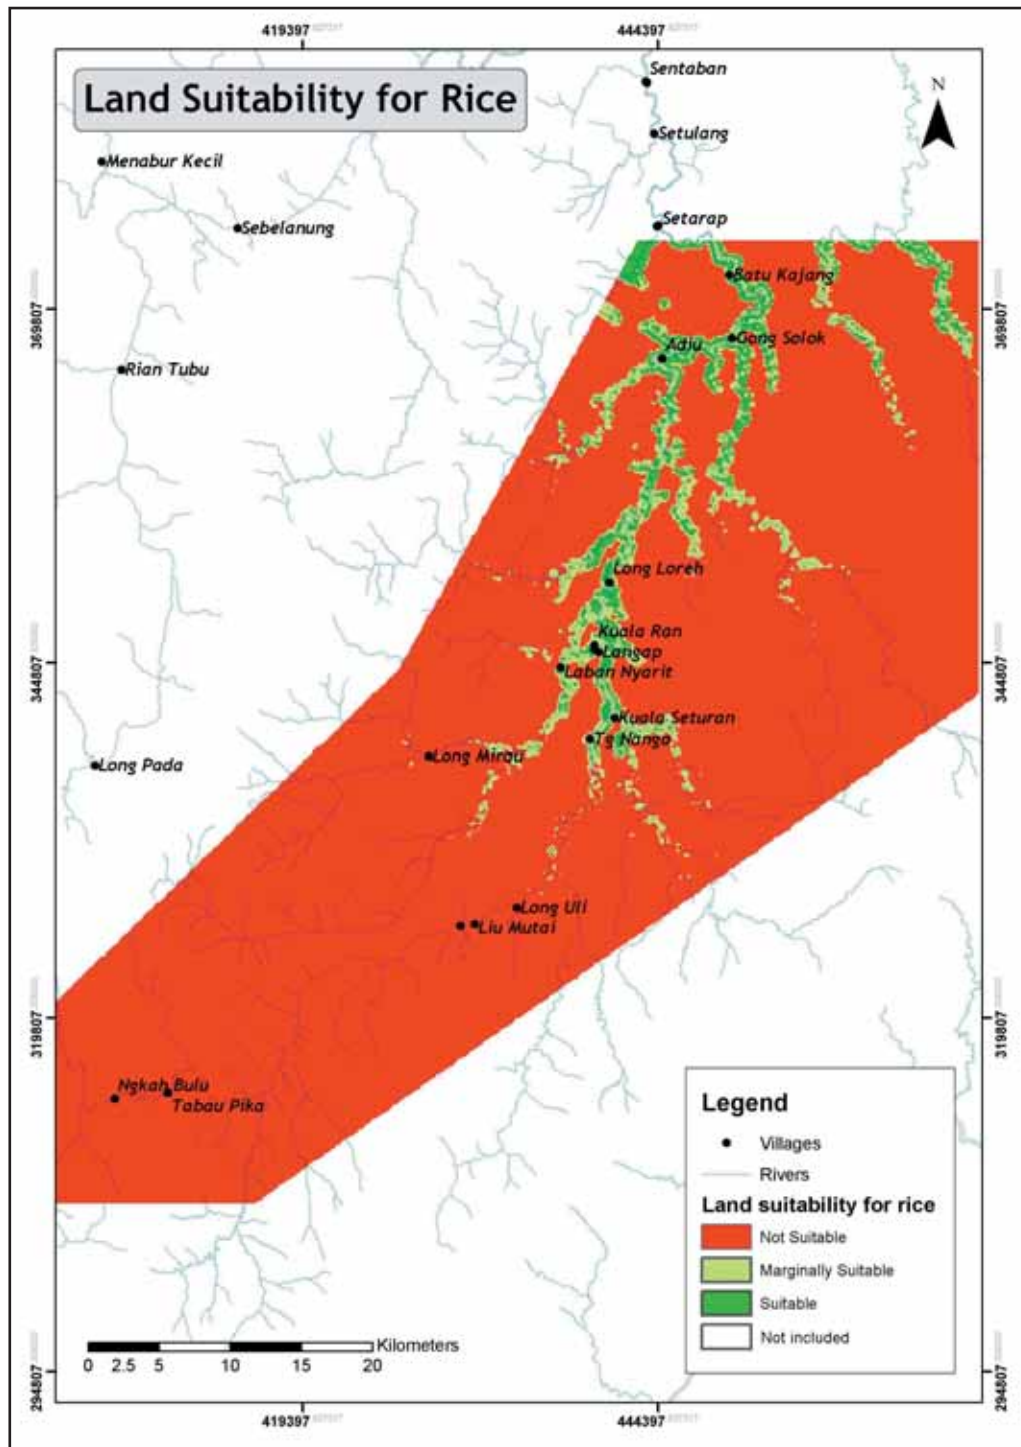 419397
444397
Land Suitability for Rice
N
Sentaban
Setulang
Menabur Kecil
Setarap
Sebelanung
Batu Kajang
369807
369807
Gong Solok
Adiu
Rian Tubu
Long Loreh
Kuala Ran
Langap
Laban Nyarit
344807
344807
Kuala Seturan
Tg Nanga
Long Mirau
Long Pada
Long Uli
Liu Mutai
319807
319807
Ngkah Bulu
Tabau Pika
Legend
Villages
Rivers
Land suitability for rice
Not Suitable
Marginally Suitable
Suitable
Not included
Kilometers
0 2.5 5 10 15 20
294807
294807
419397
444397